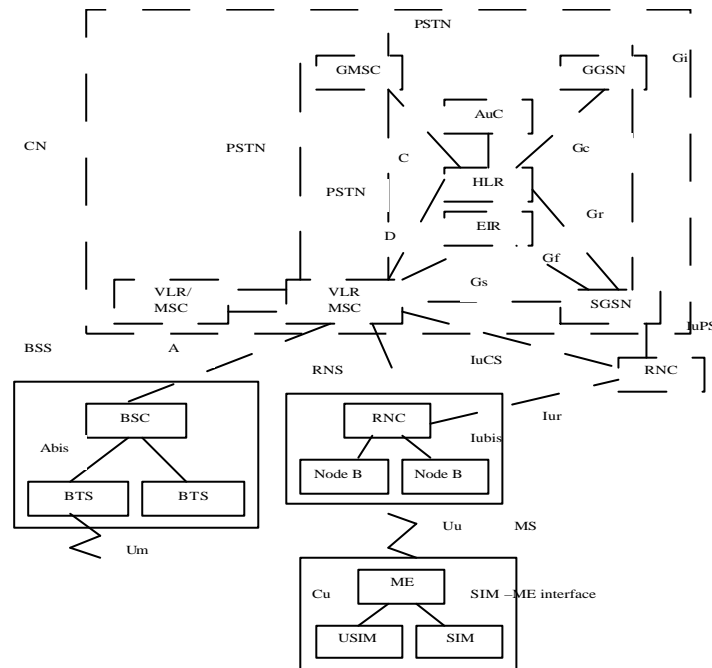 PSTN
GMSC
GGSN
Gi
AuC
CN
PSTN
C
Gc
PSTN
HLR
D
EIR
Gr
Gf
VLR/
MSC
VLR
MSC
Gs
SGSN
IuPS
BSS
A
RNS
IuCS
RNC
BSC
RNC
Iur
Abis
Iubis
BTS
BTS
Node B
Node B
Um
Uu
MS
Cu
ME
SIM –ME interface
USIM
SIM